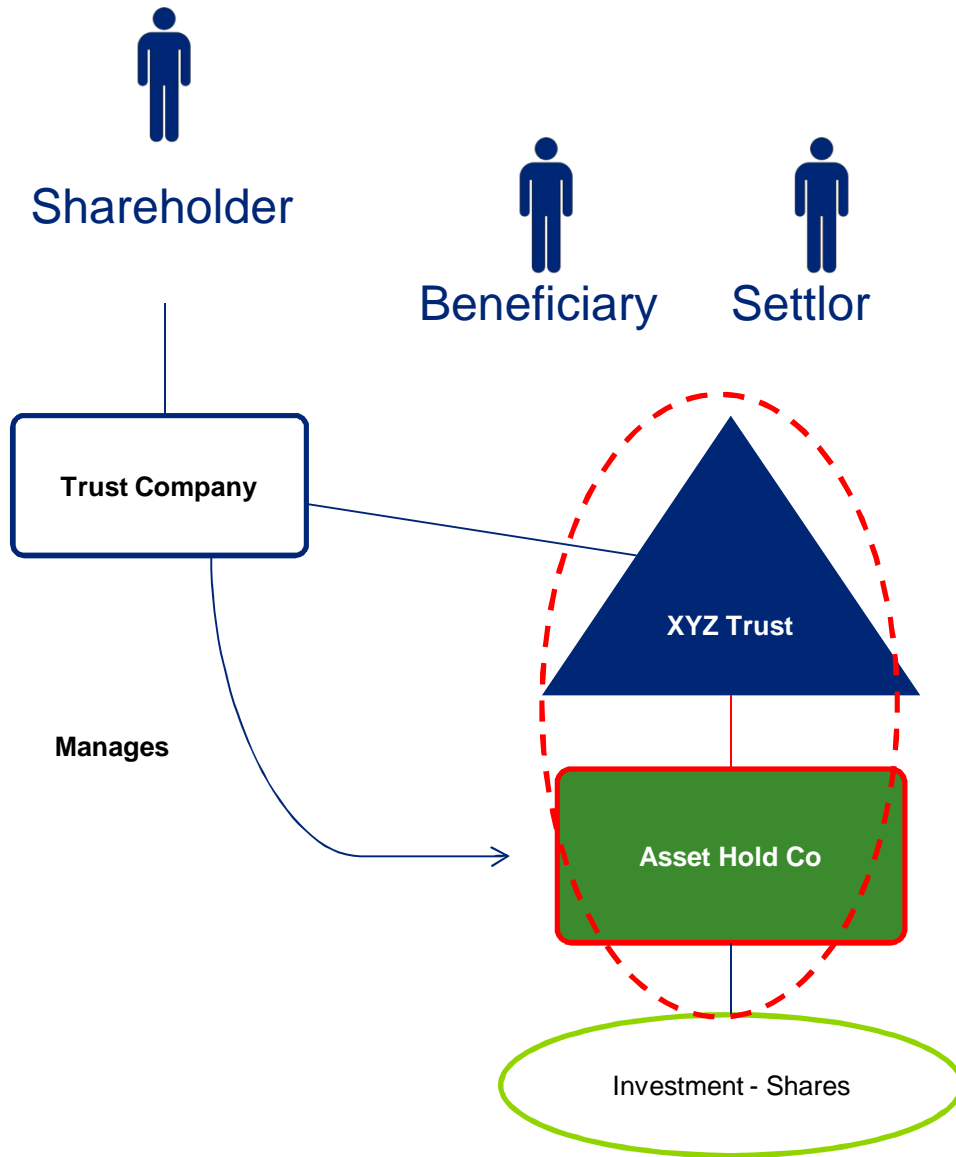 Shareholder
Beneficiary
Settlor
Trust Company
XYZ Trust
Manages
Asset Hold Co
Investment - Shares